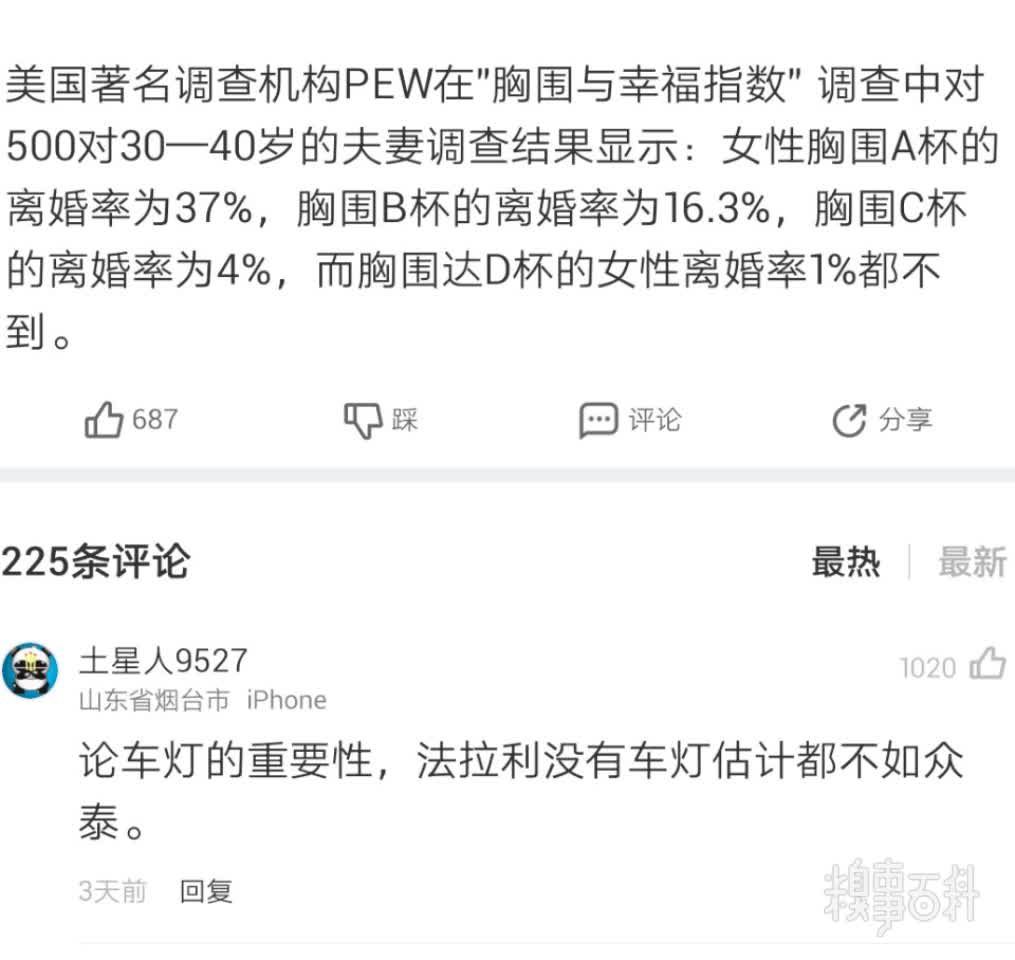 美国著名调查机构PEW在"胸围与幸福指数" 调查中对
500对30—40岁的夫妻调查结果显示：女性胸围A杯的
离婚率为37%，胸围B杯的离婚率为16.3%，胸围C杯
的离婚率为4%，而胸围达D杯的女性离婚率1%都不
到。
687 踩 评论 分享
225条评论 最热 最新
土星人9527 1020
山东省烟台市 iPhone
论车灯的重要性，法拉利没有车灯估计都不如众
泰。
3天前 回复
糗事百科